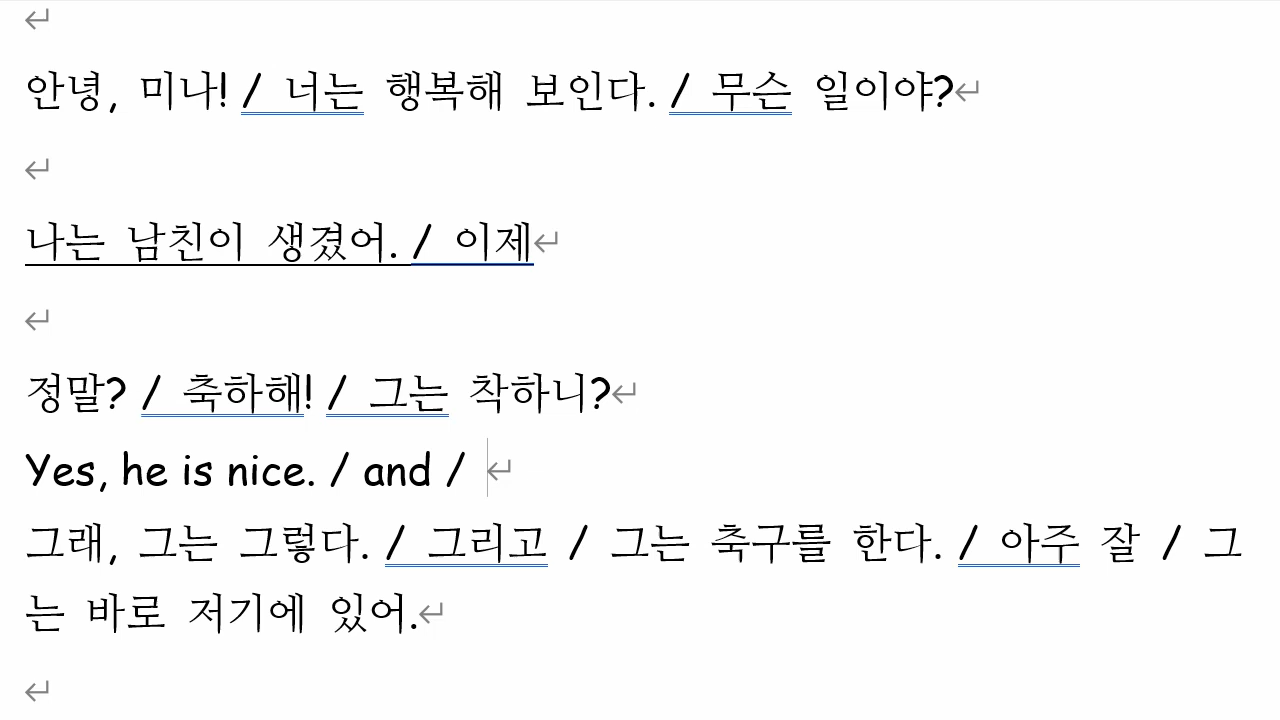 안녕, 미나! / 너는 행복해 보인다. / 무슨 일이야?
나는 남친이 생겼어. / 이제
정말? / 축하해! / 그는 착하니?
Yes, he is nice. / and /
그래, 그는 그렇다. / 그리고 / 그는 축구를 한다. / 아주 잘 / 그
는 바로 저기에 있어.